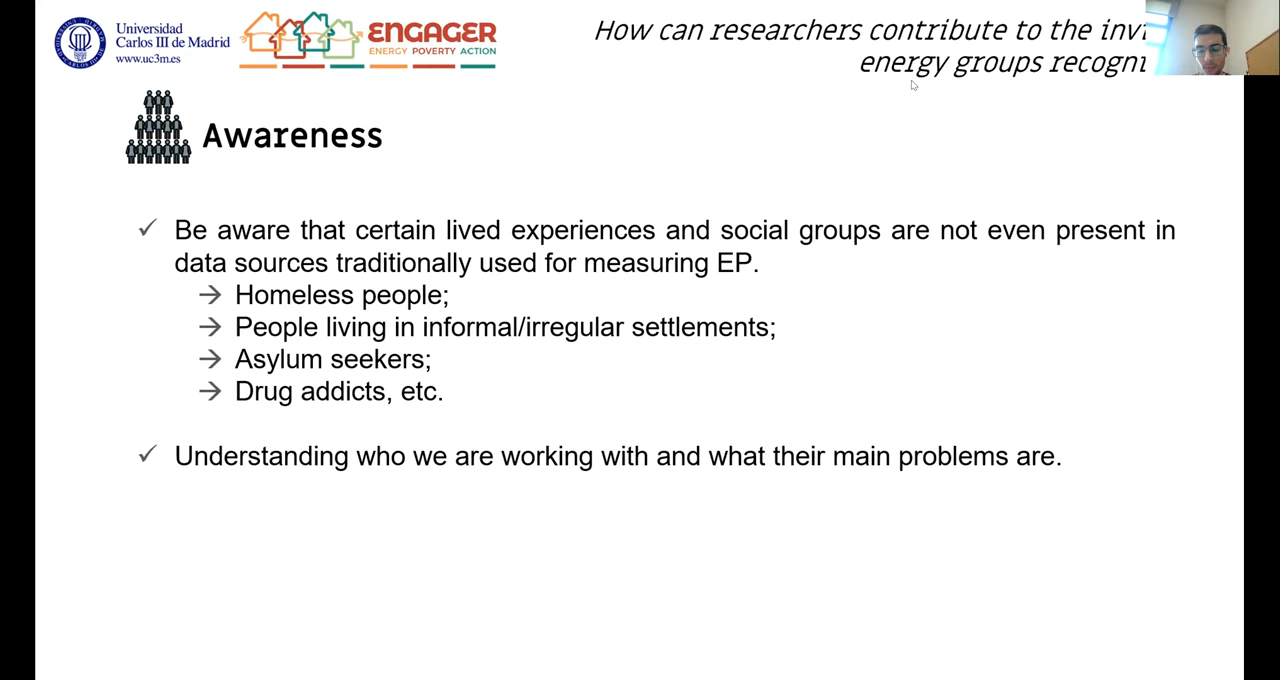 Universidad
Carlos III de Madrid
www.uc3m.es
ENGAGER
ENERGY POVERTY ACTION
How can researchers contribute to the
energy groups
Awareness
✓ Be aware that certain lived experiences and social groups are not even present in
data sources traditionally used for measuring EP.
→ Homeless people;
→ People living in informal/irregular settlements;
→ Asylum seekers;
→ Drug addicts, etc.
✓ Understanding who we are working with and what their main problems are.